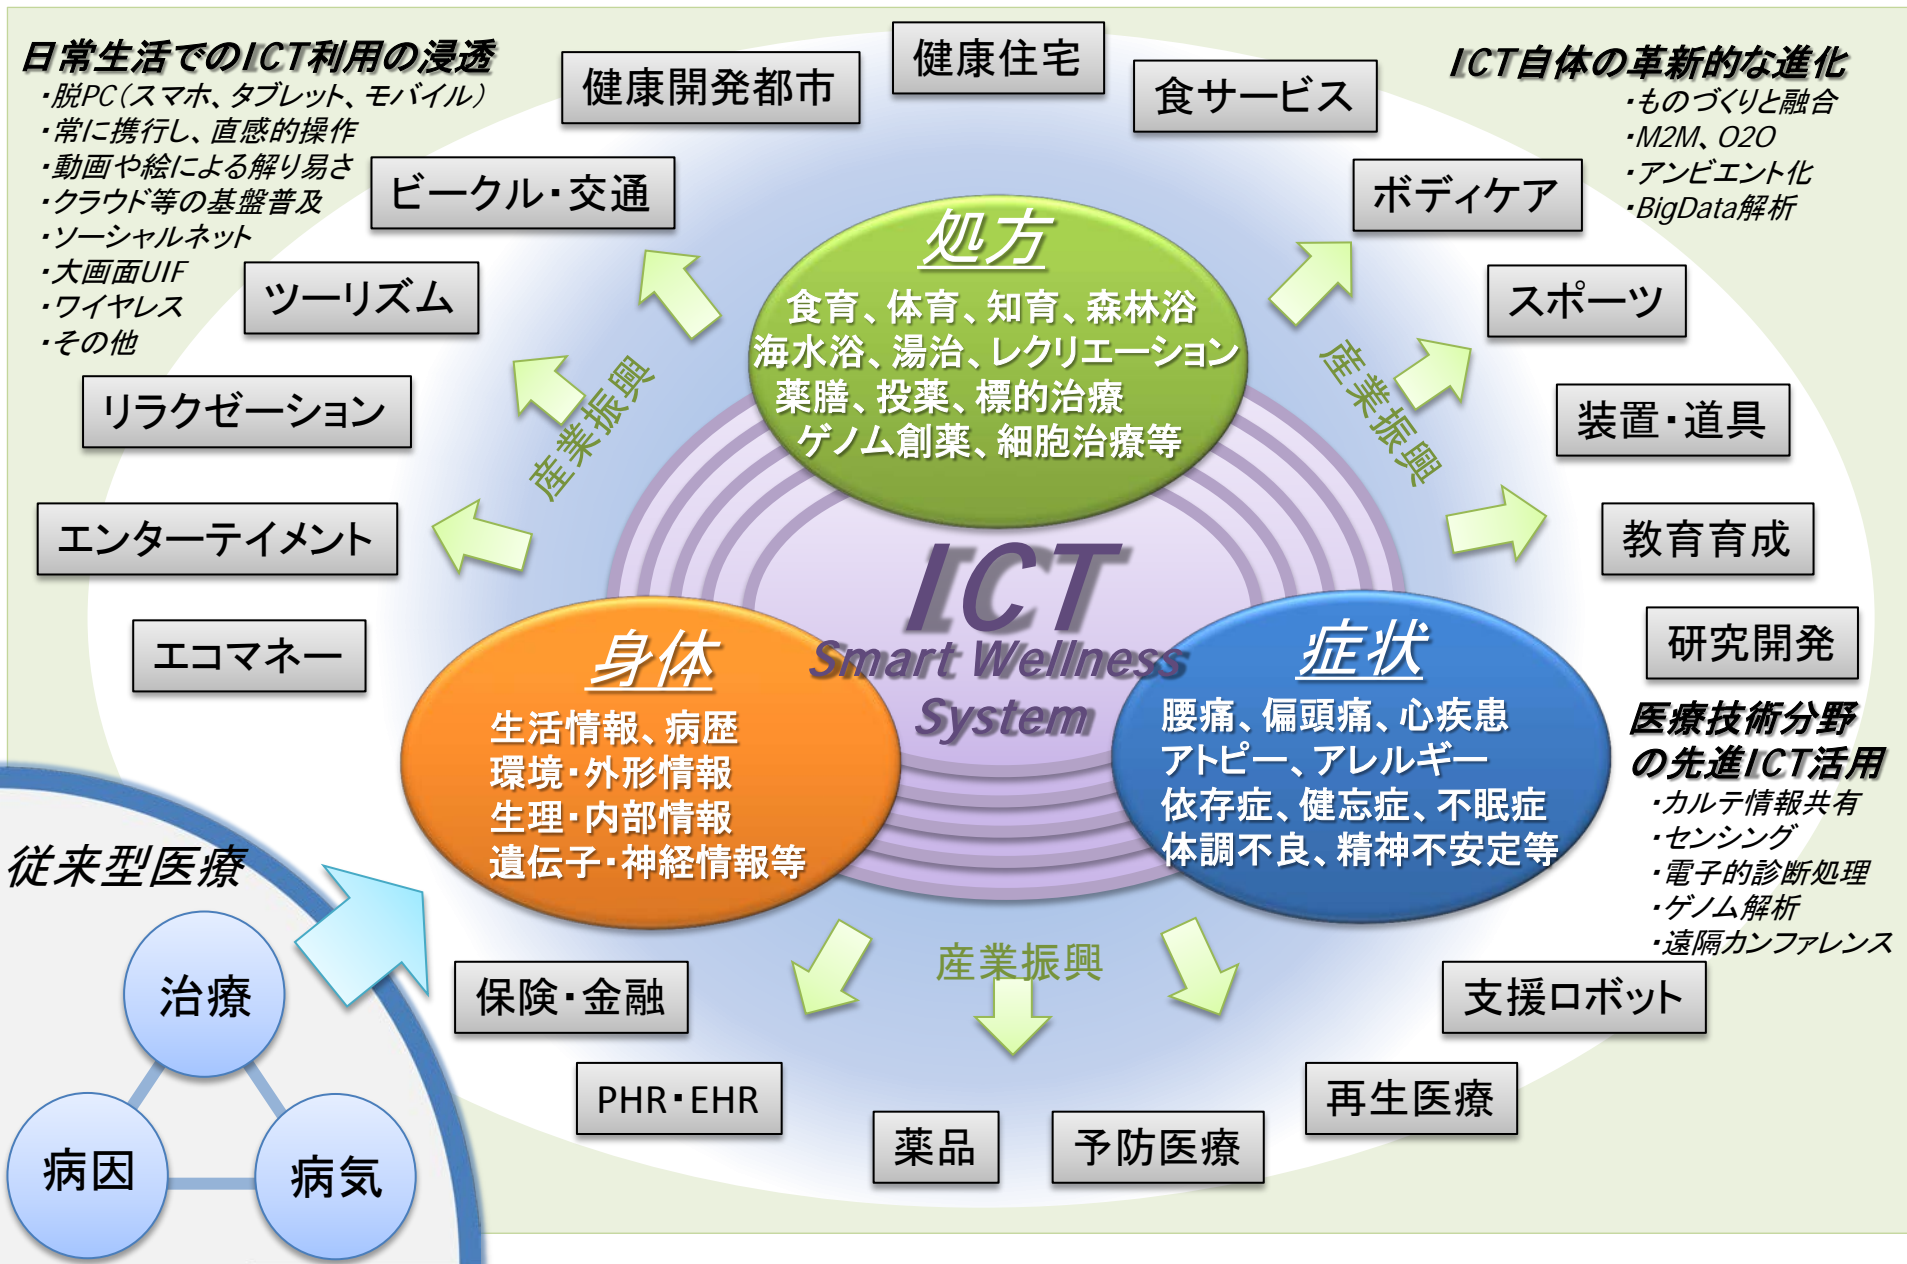 日常生活でのICT利用の浸透
・脱PC（スマホ、タブレット、モバイル）
・常に携行し、直感的操作
・動画や絵による解り易さ
・クラウド等の基盤普及
・ソーシャルネット
・大画面UIF
・ワイヤレス
・その他
ICT自体の革新的な進化
・ものづくりと融合
・M2M、O2O
・アンビエント化
・BigData解析
健康住宅
健康開発都市
食サービス
ビークル・交通
ボディケア
ツーリズム
スポーツ
リラクゼーション
装置・道具
エンターテイメント
教育育成
エコマネー
研究開発
産業振興
産業振興
処方
食育、体育、知育、森林浴
海水浴、湯治、レクリエーション
薬膳、投薬、標的治療
ゲノム創薬、細胞治療等
ICT
Smart Wellness
System
身体
生活情報、病歴
環境・外形情報
生理・内部情報
遺伝子・神経情報等
症状
腰痛、偏頭痛、心疾患
アトピー、アレルギー
依存症、健忘症、不眠症
体調不良、精神不安定等
医療技術分野
の先進ICT活用
・カルテ情報共有
・センシング
・電子的診断処理
・ゲノム解析
・遠隔カンファレンス
産業振興
保険・金融
支援ロボット
PHR・EHR
再生医療
薬品
予防医療
従来型医療
治療
病因
病気